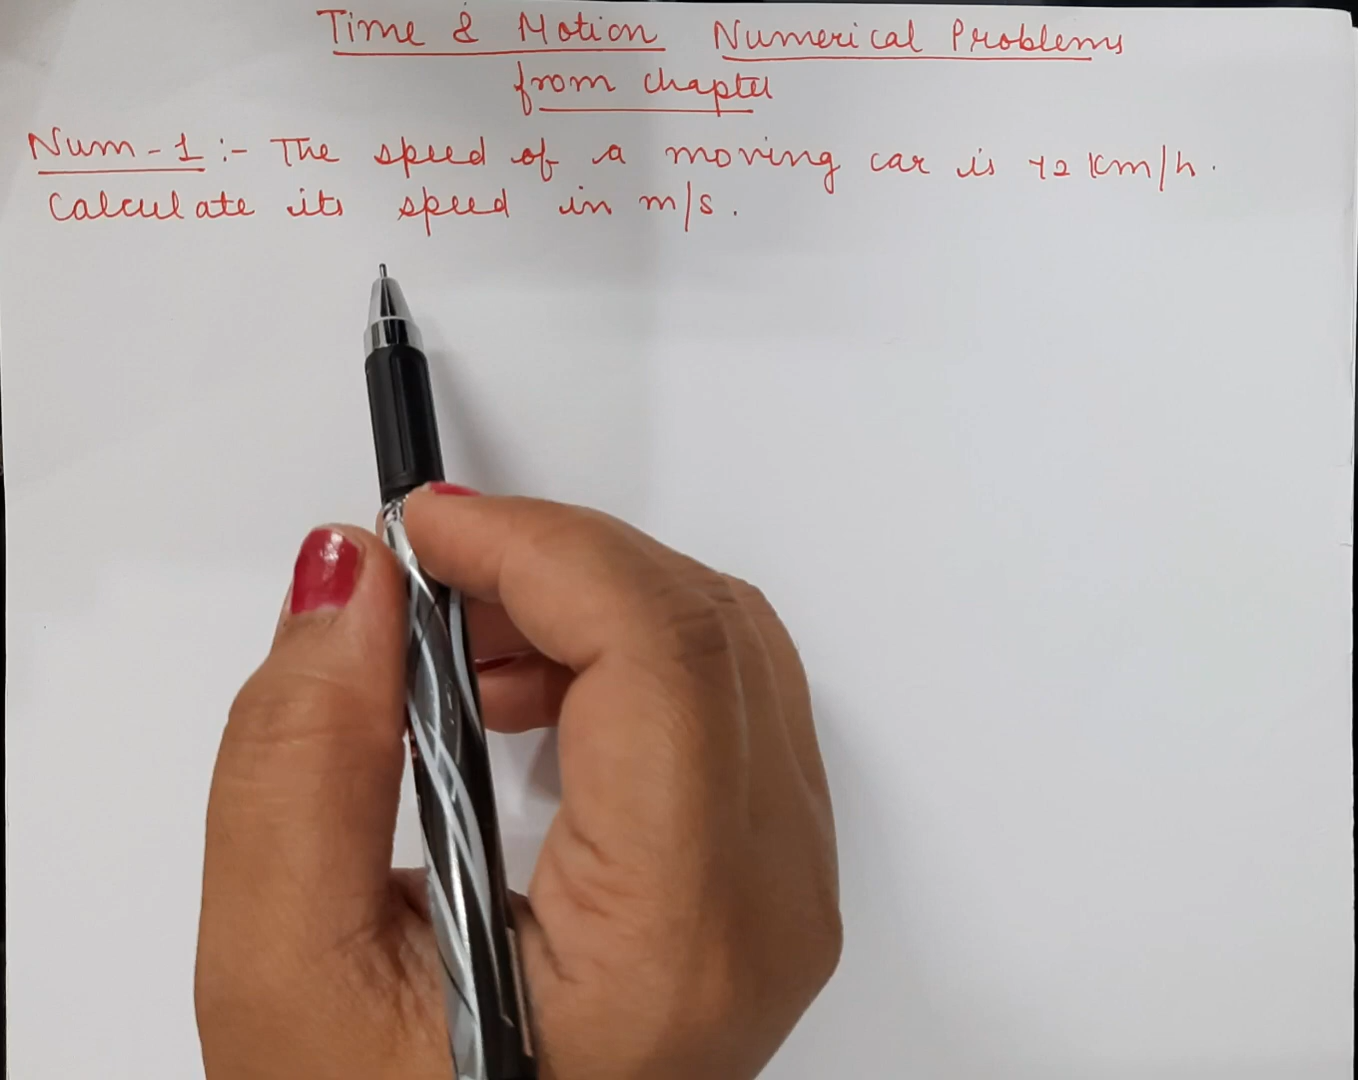 Time & Motion Numerical Problems
from chapter
Num-1 :- The speed of a moving car is 72 km/h.
Calculate its speed in m/s.